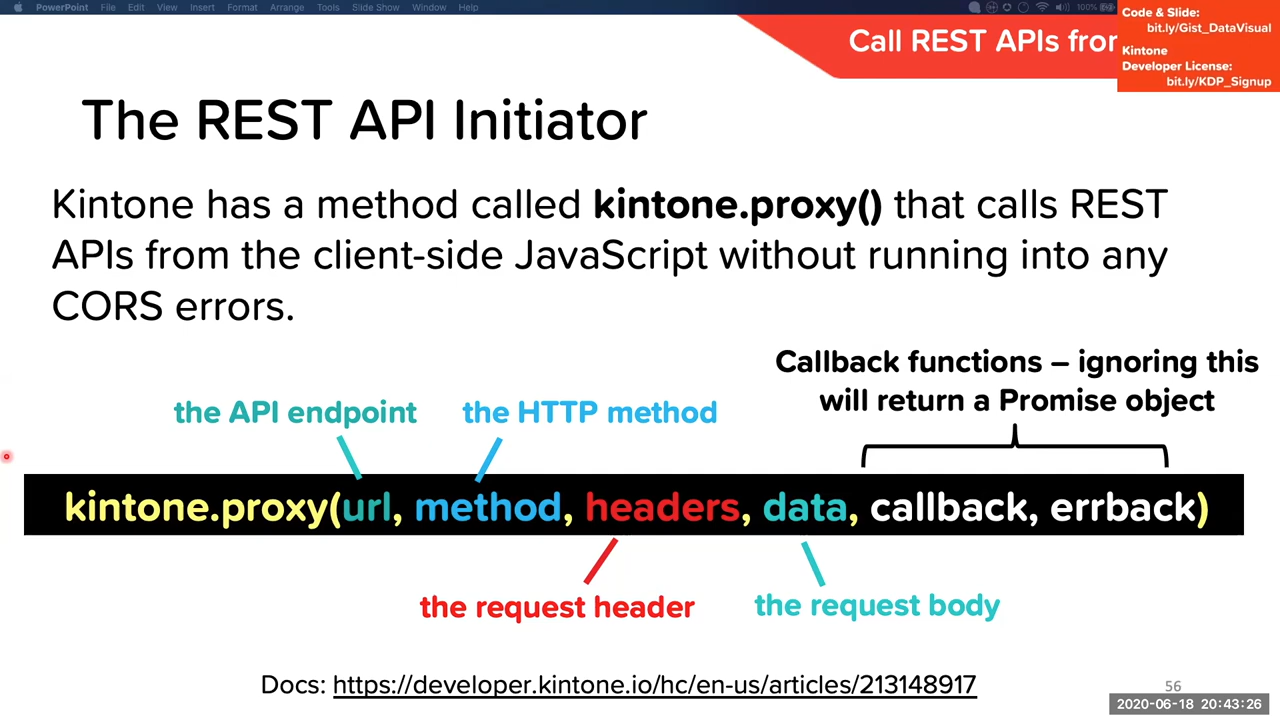 PowerPoint File Edit View Insert Format Arrange Tools Slide Show Window Help 100%
Call REST APIs from
Code & Slide:
bit.ly/Gist_DataVisual
Kintone
Developer License:
bit.ly/KDP_Signup
The REST API Initiator
Kintone has a method called kintone.proxy() that calls REST
APIs from the client-side JavaScript without running into any
CORS errors.
Callback functions – ignoring this
will return a Promise object
the API endpoint the HTTP method
kintone.proxy(url, method, headers, data, callback, errback)
the request header the request body
Docs: https://developer.kintone.io/hc/en-us/articles/213148917
56
2020-06-18 20:43:26